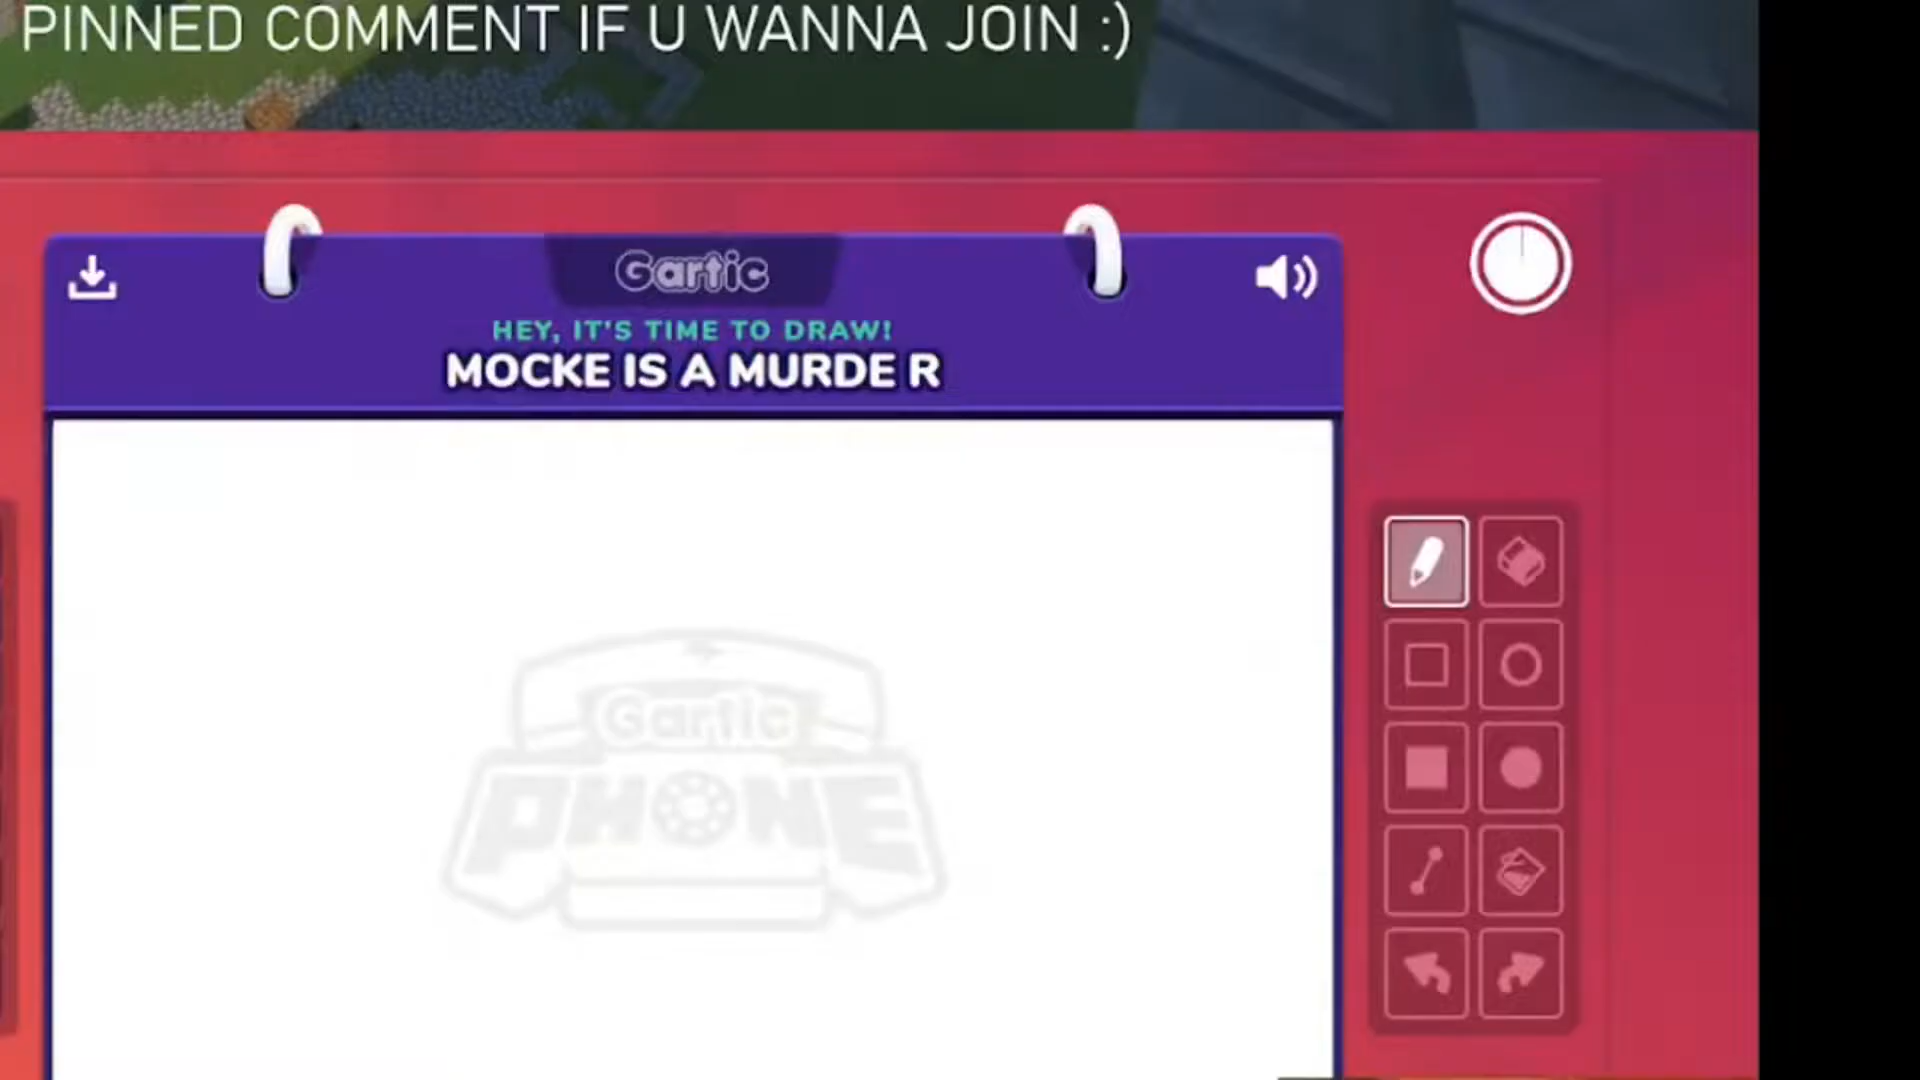 PINNED COMMENT IF U WANNA JOIN :)
Gartic
HEY, IT'S TIME TO DRAW!
MOCKE IS A MURDE R
Gartic
PHONE